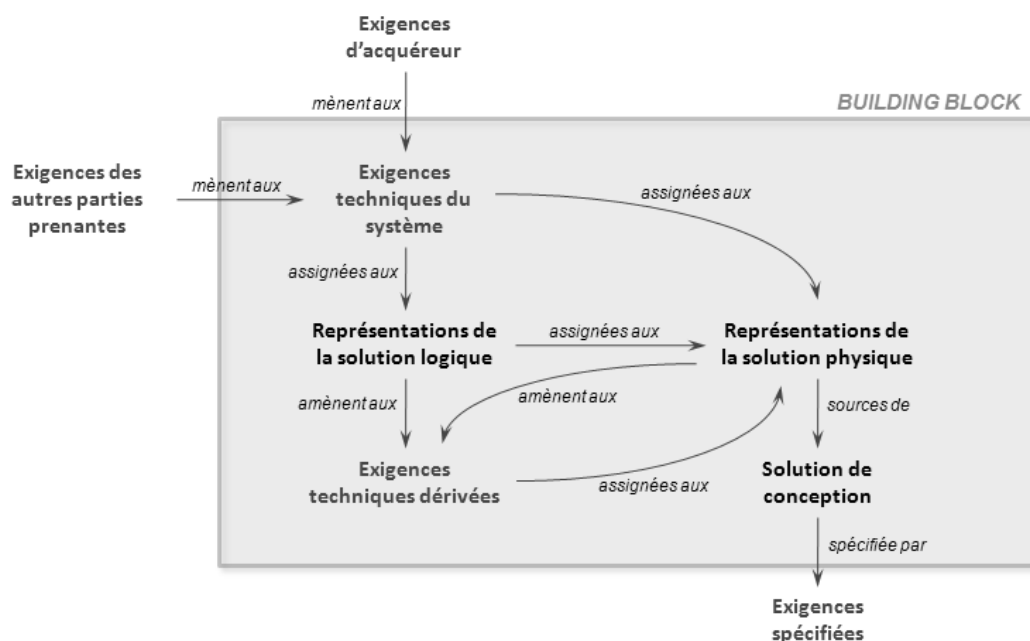 Exigences
d'acquéreur
mènent aux
BUILDING BLOCK
Exigences des
autres parties
prenantes
mènent aux
Exigences
techniques du
système
assignées aux
assignées aux
Représentations de
la solution logique
assignées aux
Représentations de
la solution physique
amènent aux
amènent aux
sources de
Exigences
techniques dérivées
assignées aux
Solution de
conception
spécifiée par
Exigences
spécifiées